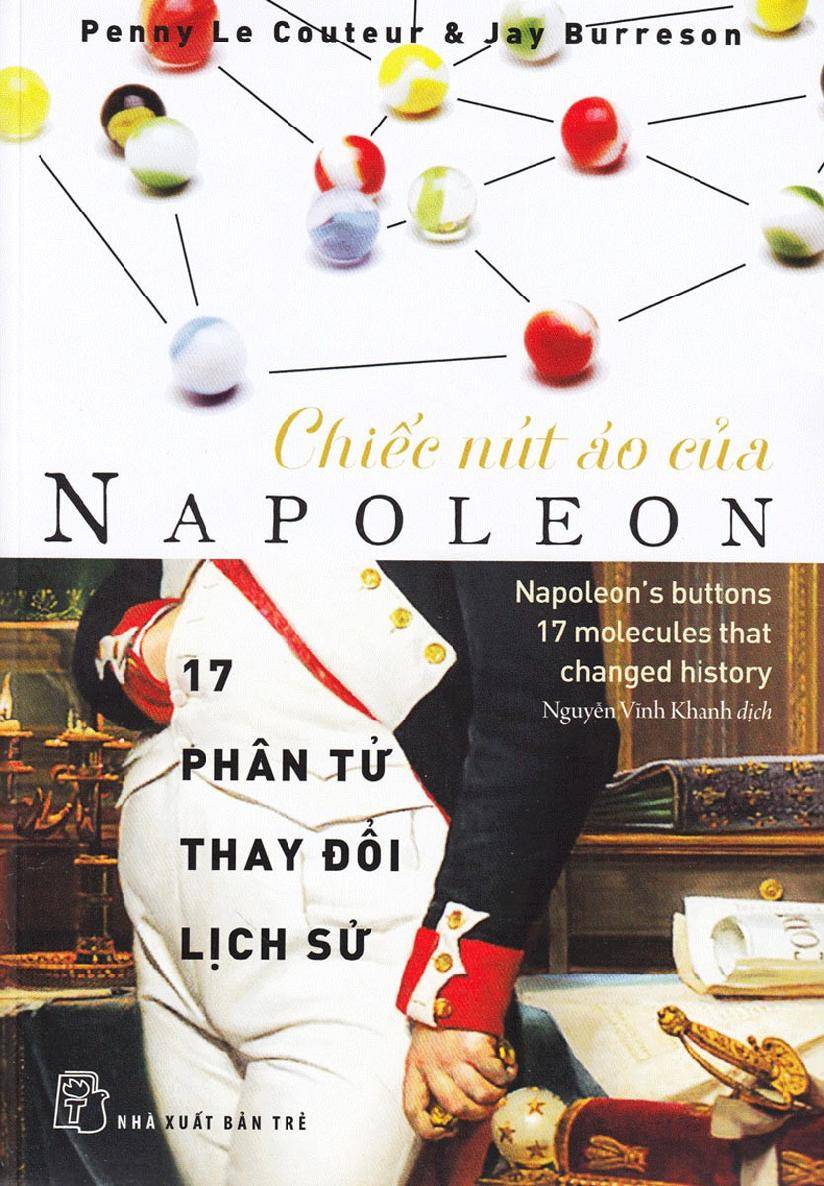 Penny Le Couteur & Jay Burreson
Chiếc nút áo của
NAPOLEON
Napoleon's buttons
17 molecules that
changed history
Nguyễn Vĩnh Khanh dịch
17
PHÂN TỬ
THAY ĐỔI
LỊCH SỬ
NHÀ XUẤT BẢN TRẺ